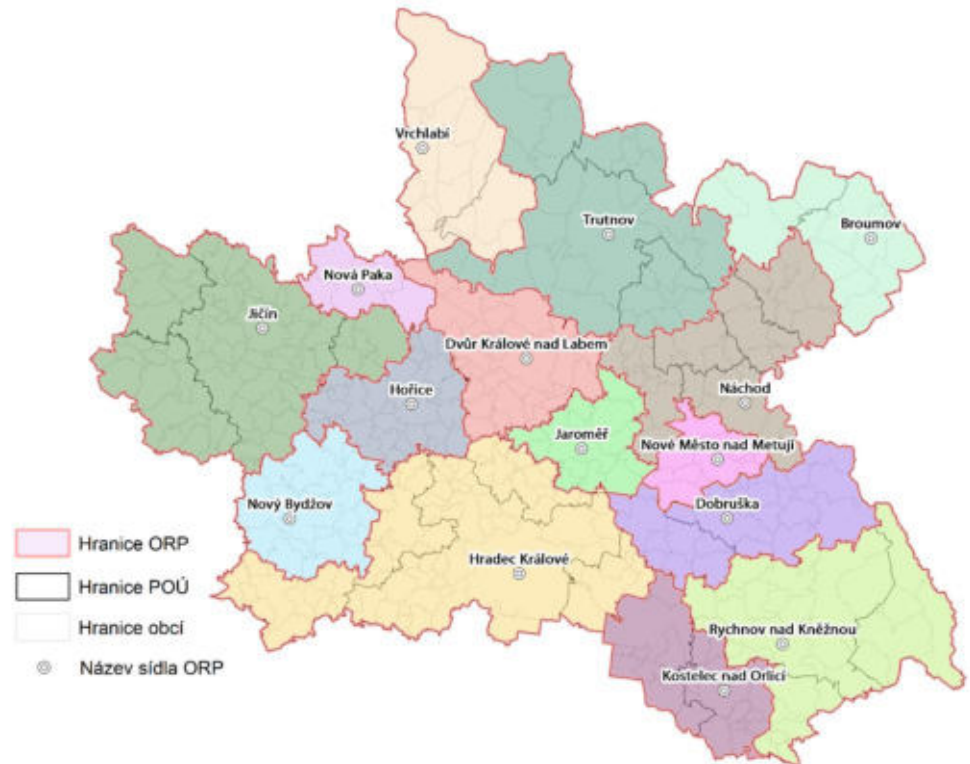 Vrchlabí
Trutnov
Broumov
Nová Paka
Jičín
Dvůr Králové nad Labem
Hořice
Náchod
Jaroměř
Nové Město nad Metují
Nový Bydžov
Dobruška
Hradec Králové
Rychnov nad Kněžnou
Kostelec nad Orlicí
Hranice ORP
Hranice POÚ
Hranice obcí
Název sídla ORP